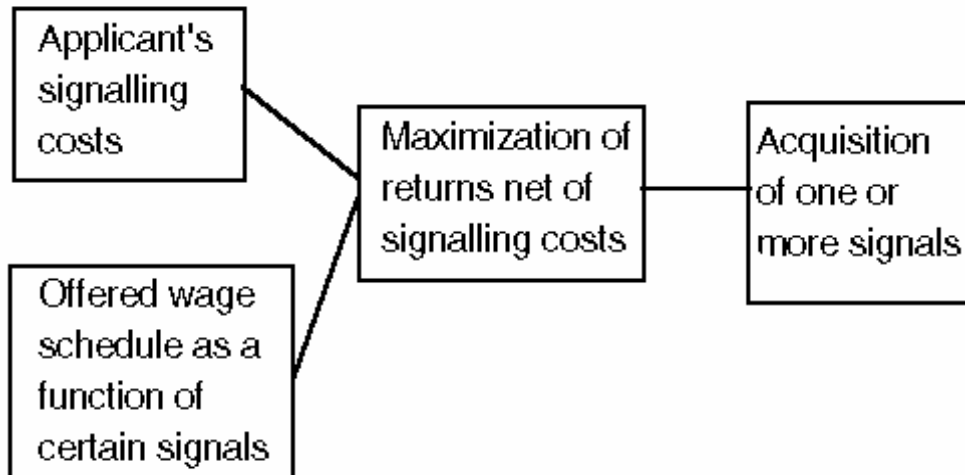 Applicant's
signalling
costs
Offered wage
schedule as a
function of
certain signals
Maximization of
returns net of
signalling costs
Acquisition
of one or
more signals